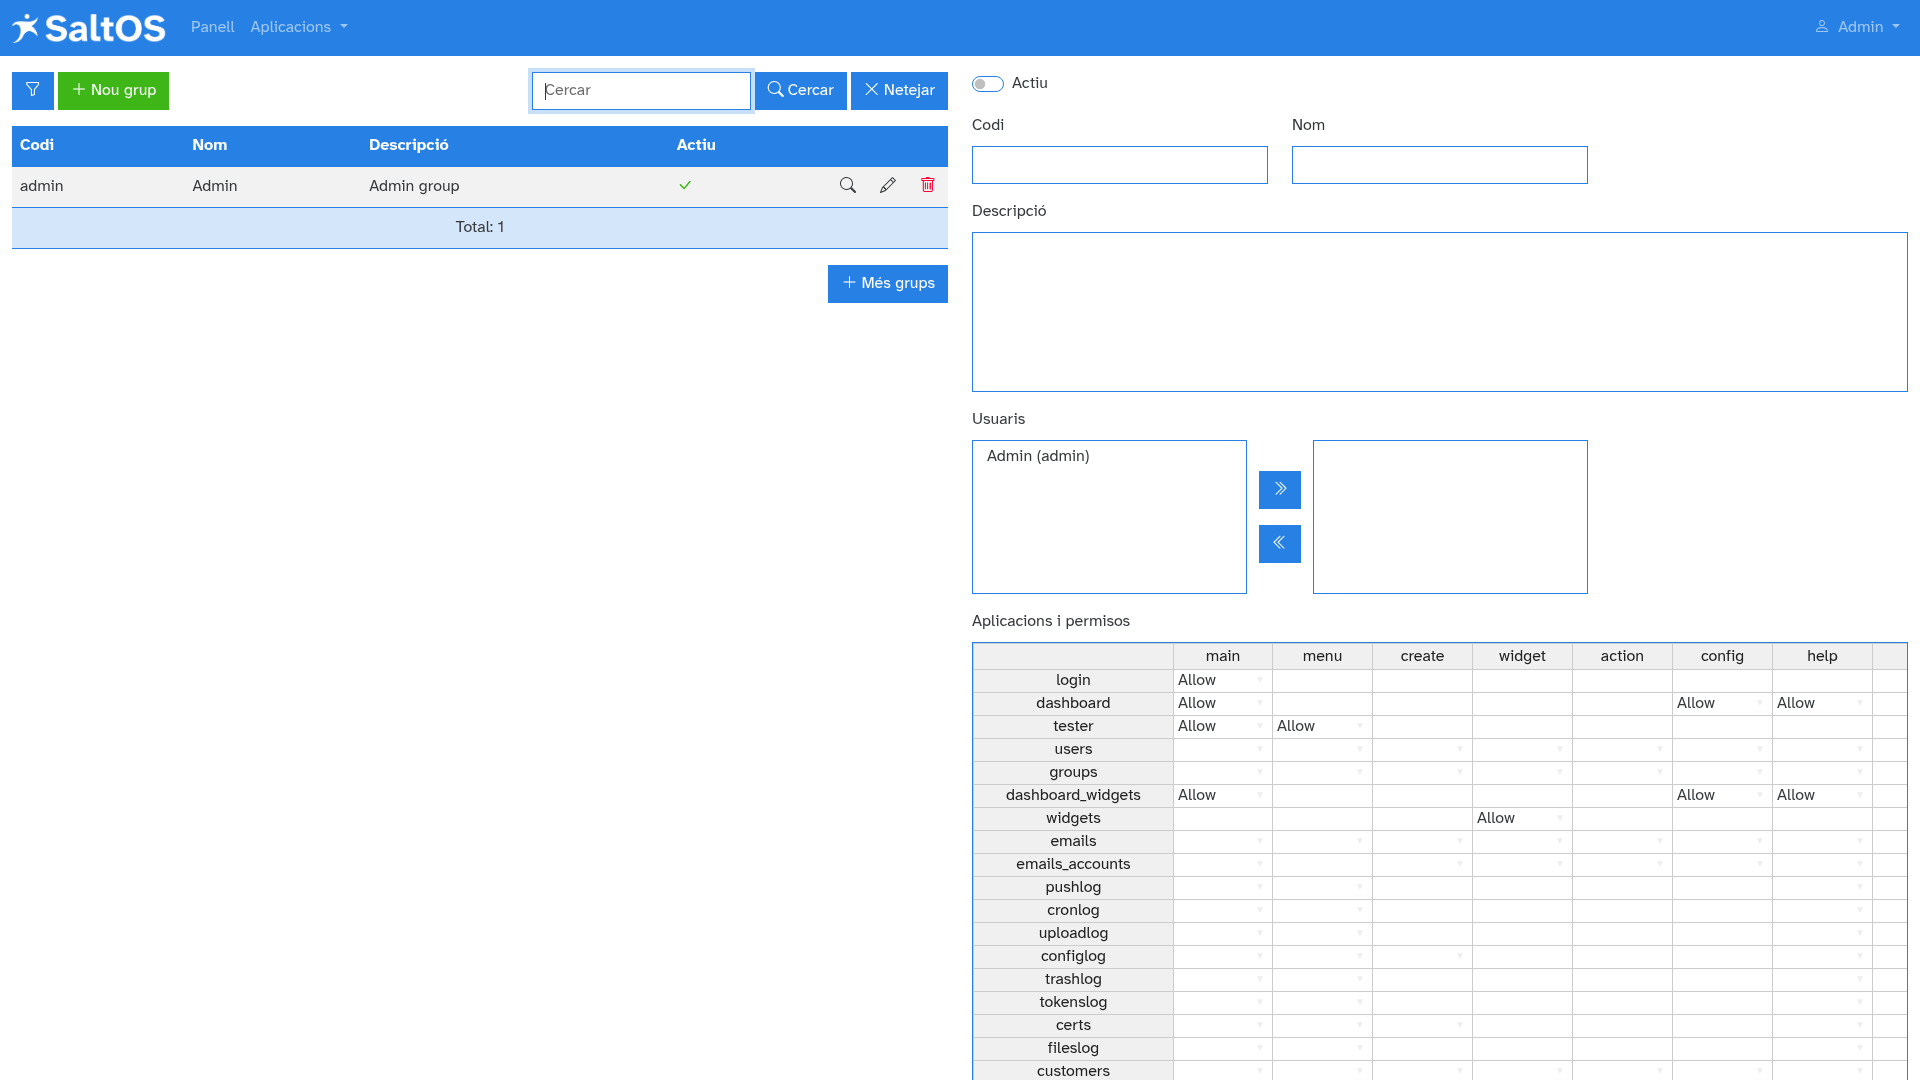 SaltOS Panell Aplicacions Admin
Nou grup Cercar Cercar Netejar
Codi Nom Descripció Actiu
admin Admin Admin group
Total: 1
Més grups
Actiu
Codi Nom
Descripció
Usuaris
Admin (admin)
Aplicacions i permisos
main menu create widget action config help
login Allow
dashboard Allow Allow Allow
tester Allow Allow
users
groups
dashboard_widgets Allow Allow Allow
widgets Allow
emails
emails_accounts
pushlog
cronlog
uploadlog
configlog
trashlog
tokenslog
certs
fileslog
customers